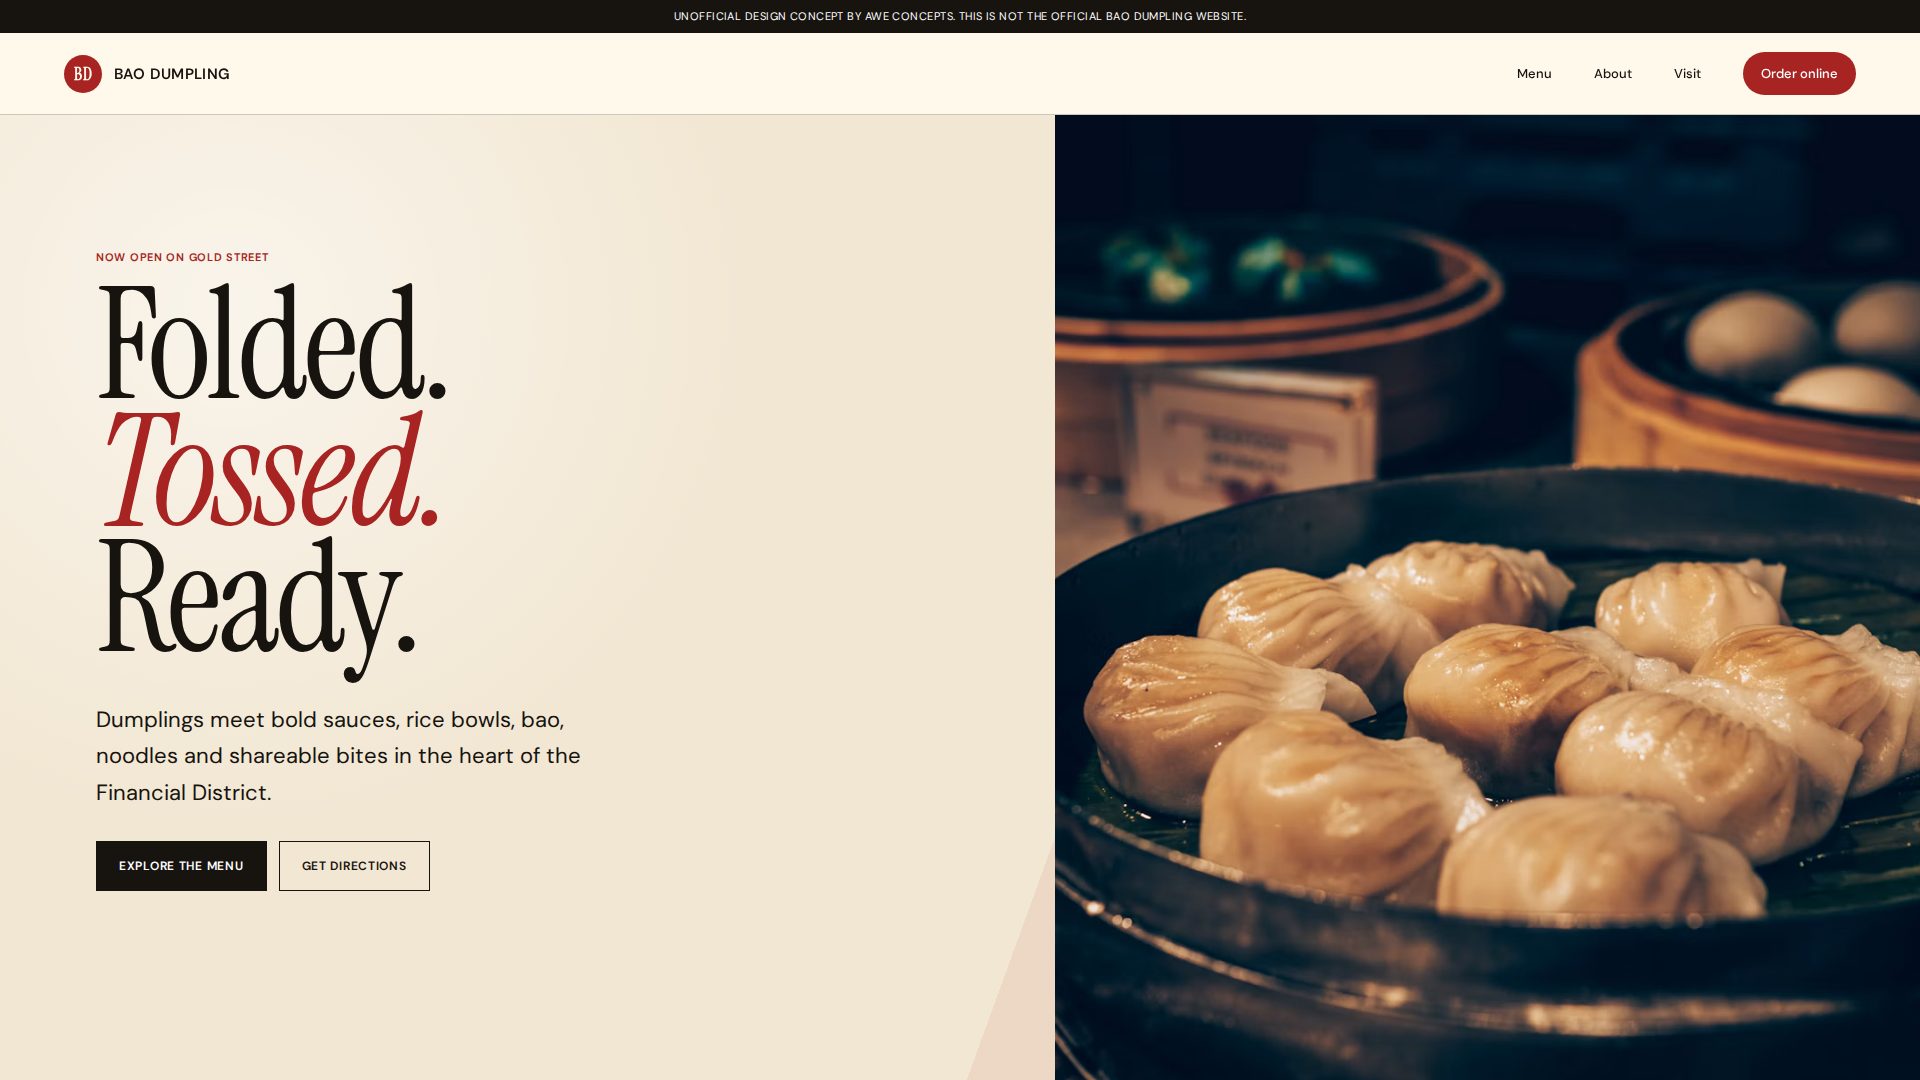 UNOFFICIAL DESIGN CONCEPT BY AWE CONCEPTS. THIS IS NOT THE OFFICIAL BAO DUMPLING WEBSITE.
BD BAO DUMPLING
Menu About Visit Order online
NOW OPEN ON GOLD STREET
Folded.
Tossed.
Ready.
Dumplings meet bold sauces, rice bowls, bao,
noodles and shareable bites in the heart of the
Financial District.
EXPLORE THE MENU GET DIRECTIONS